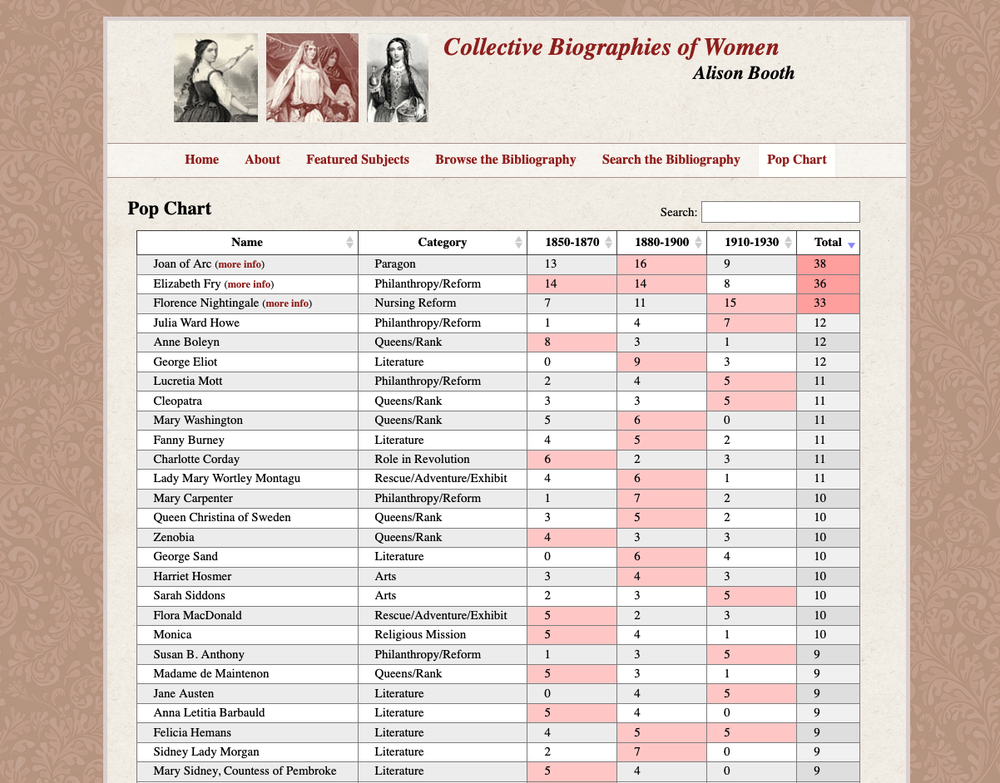 Collective Biographies of Women
Alison Booth
Home About Featured Subjects Browse the Bibliography Search the Bibliography Pop Chart
Pop Chart
Search:
Name Category 1850-1870 1880-1900 1910-1930 Total
Joan of Arc (more info) Paragon 13 16 9 38
Elizabeth Fry (more info) Philanthropy/Reform 14 14 8 36
Florence Nightingale (more info) Nursing Reform 7 11 15 33
Julia Ward Howe Philanthropy/Reform 1 4 7 12
Anne Boleyn Queens/Rank 8 3 1 12
George Eliot Literature 0 9 3 12
Lucretia Mott Philanthropy/Reform 2 4 5 11
Cleopatra Queens/Rank 3 3 5 11
Mary Washington Queens/Rank 5 6 0 11
Fanny Burney Literature 4 5 2 11
Charlotte Corday Role in Revolution 6 2 3 11
Lady Mary Wortley Montagu Rescue/Adventure/Exhibit 4 6 1 11
Mary Carpenter Philanthropy/Reform 1 7 2 10
Queen Christina of Sweden Queens/Rank 3 5 2 10
Zenobia Queens/Rank 4 3 3 10
George Sand Literature 0 6 4 10
Harriet Hosmer Arts 3 4 3 10
Sarah Siddons Arts 2 3 5 10
Flora MacDonald Rescue/Adventure/Exhibit 5 2 3 10
Monica Religious Mission 5 4 1 10
Susan B. Anthony Philanthropy/Reform 1 3 5 9
Madame de Maintenon Queens/Rank 5 3 1 9
Jane Austen Literature 0 4 5 9
Anna Letitia Barbauld Literature 5 4 0 9
Felicia Hemans Literature 4 5 5 9
Sidney Lady Morgan Literature 2 7 0 9
Mary Sidney, Countess of Pembroke Literature 5 4 0 9